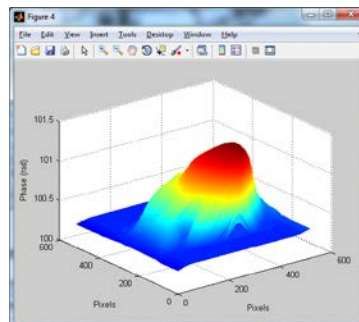 Figure 4
File Edit View Insert Tools Desktop Window Help
101.5
101
100.5
100
Phase (rad)
600
400
200
0
Pixels
0
200
400
600
Pixels